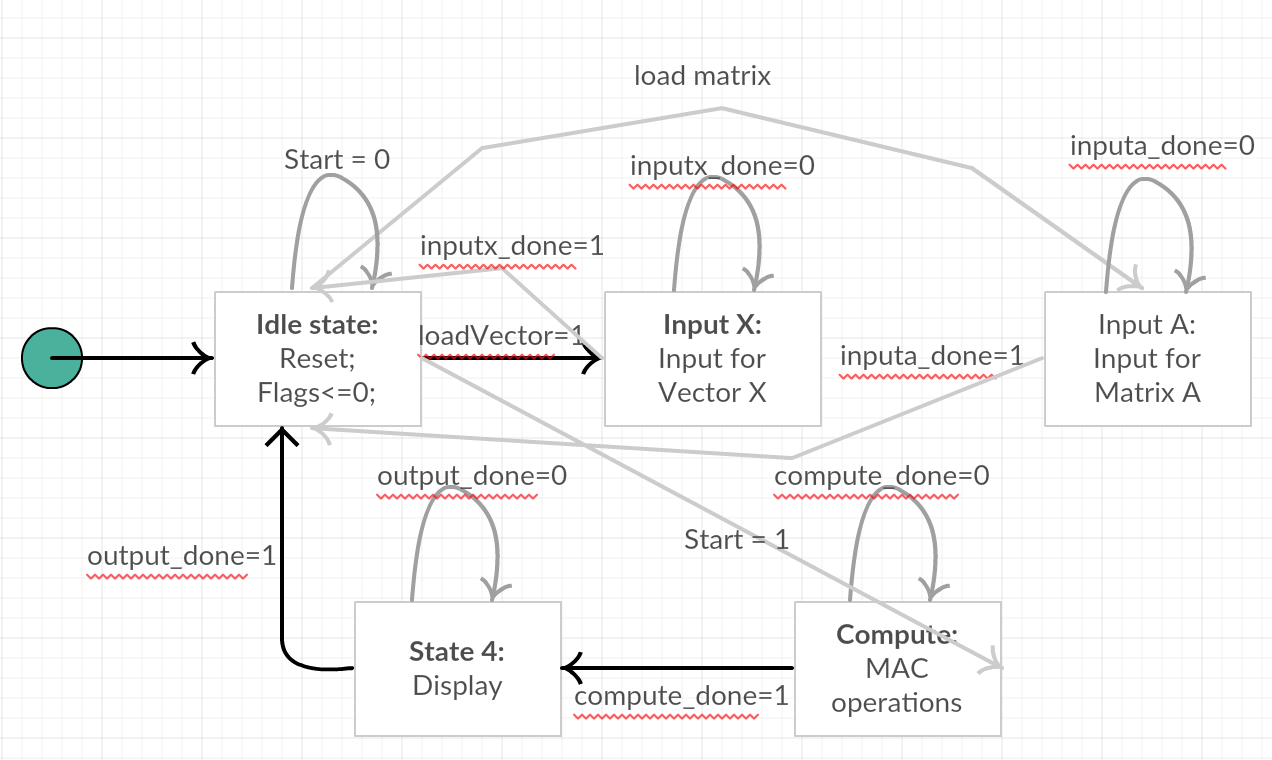 load matrix
Start = 0
inputx_done=0
inputa_done=0
inputx_done=1
loadVector=1
Idle state:
Reset;
Flags<=0;
Input X:
Input for
Vector X
inputa_done=1
Input A:
Input for
Matrix A
output_done=0
compute_done=0
Start = 1
output_done=1
State 4:
Display
compute_done=1
Compute:
MAC
operations